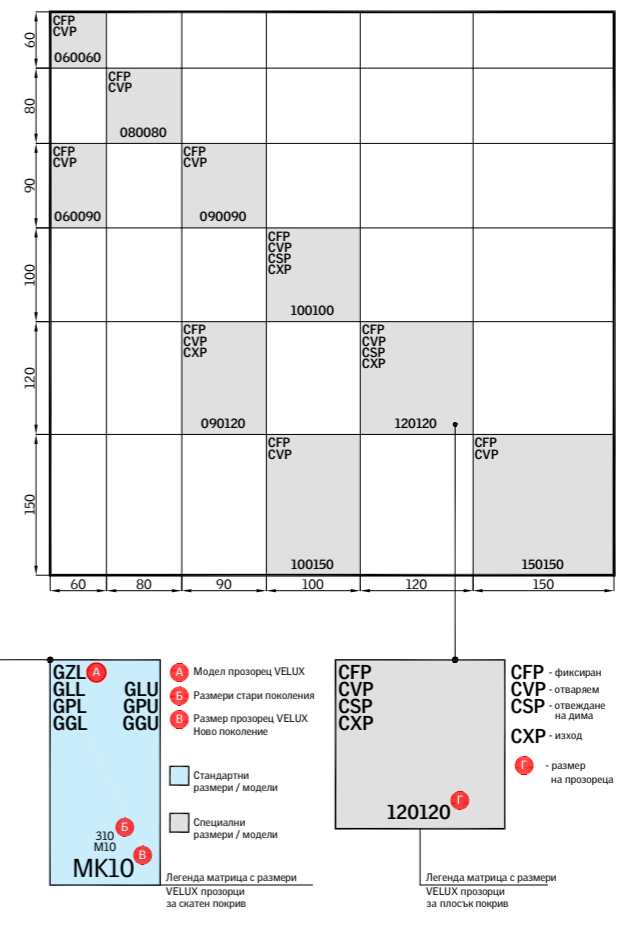 60
CFP
CVP
060060
80
CFP
CVP
080080
90
CFP
CVP
060090
CFP
CVP
090090
100
CFP
CVP
CSP
CXP
100100
120
CFP
CVP
CXP
090120
CFP
CVP
CSP
CXP
120120
150
CFP
CVP
100150
CFP
CVP
150150
60 80 90 100 120 150
GZL А
GLL GLU
GPL GPU
GGL GGU
310 Б
M10
MK10 В
А Модел прозорец VELUX
Б Размери стари поколения
В Размер прозорец VELUX
Ново поколение
Стандартни
размери / модели
Специални
размери / модели
Легенда матрица с размери
VELUX прозорци
за скатен покрив
CFP
CVP
CSP
CXP
120120 Г
CFP - фиксиран
CVP - отваряем
CSP - отвеждане
на дима
CXP - изход
Г - размер
на прозореца
Легенда матрица с размери
VELUX прозорци
за плосък покрив